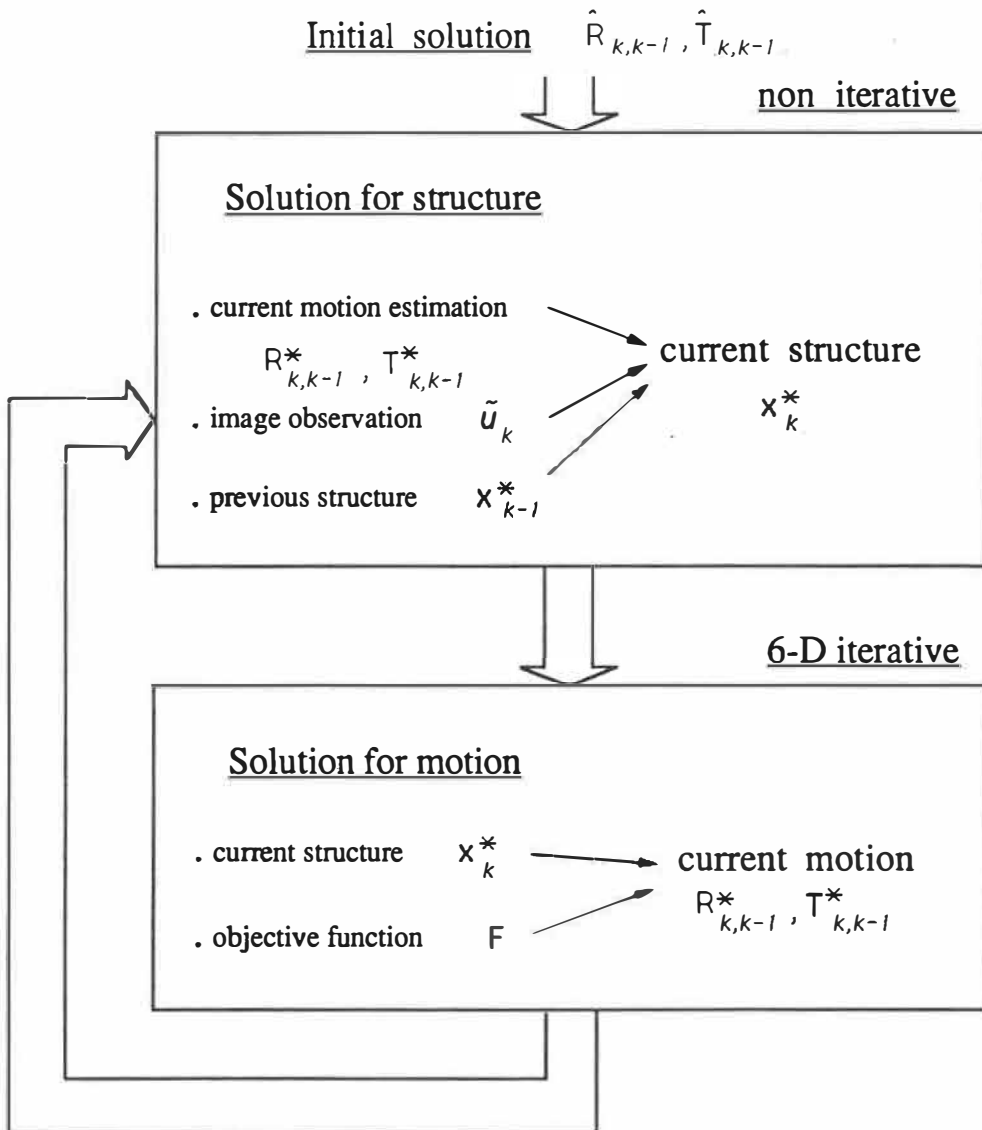 Initial solution R̂ k,k-1 , T̂ k,k-1
non iterative
Solution for structure
. current motion estimation
R* k,k-1 , T* k,k-1
current structure
x* k
. image observation ũ k
. previous structure x* k-1
6-D iterative
Solution for motion
. current structure x* k
current motion
R* k,k-1 , T* k,k-1
. objective function F